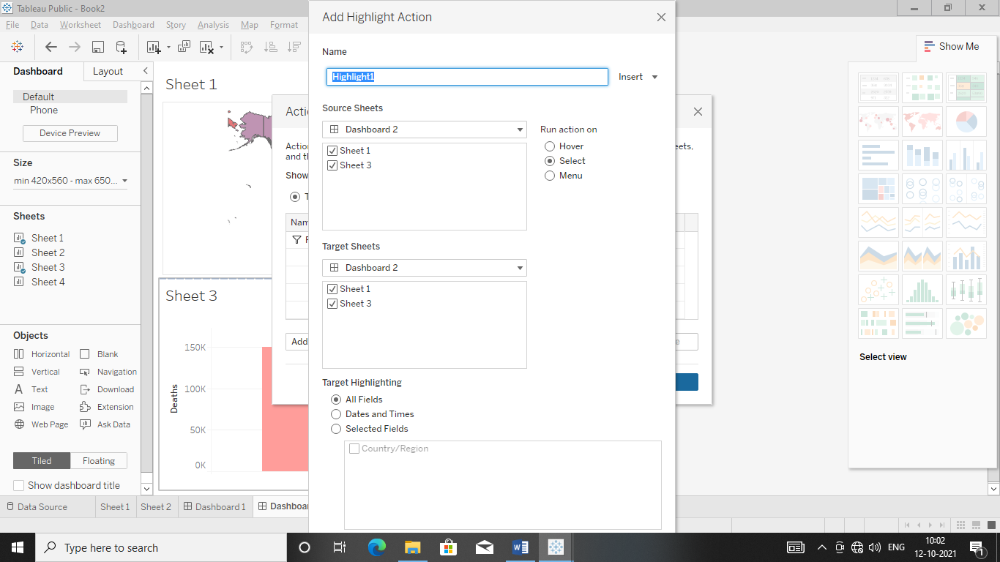 Tableau Public - Book2
File Data Worksheet Dashboard Story Analysis Map Format
Dashboard
Layout
Default
Phone
Device Preview
Size
min 420x560 - max 650...
Sheets
Sheet 1
Sheet 2
Sheet 3
Sheet 4
Objects
Horizontal Blank
Vertical Navigation
Text Download
Image Extension
Web Page Ask Data
Tiled Floating
Show dashboard title
Sheet 1
Sheet 3
150K
100K
50K
0K
Deaths
Add Highlight Action
Name
Highlight1
Insert
Source Sheets
Dashboard 2
Sheet 1
Sheet 3
Run action on
Hover
Select
Menu
Target Sheets
Dashboard 2
Sheet 1
Sheet 3
Target Highlighting
All Fields
Dates and Times
Selected Fields
Country/Region
and th
Add
Show Me
Select view
Data Source Sheet 1 Sheet 2 Dashboard 1
Type here to search
ENG
10:02
12-10-2021
1